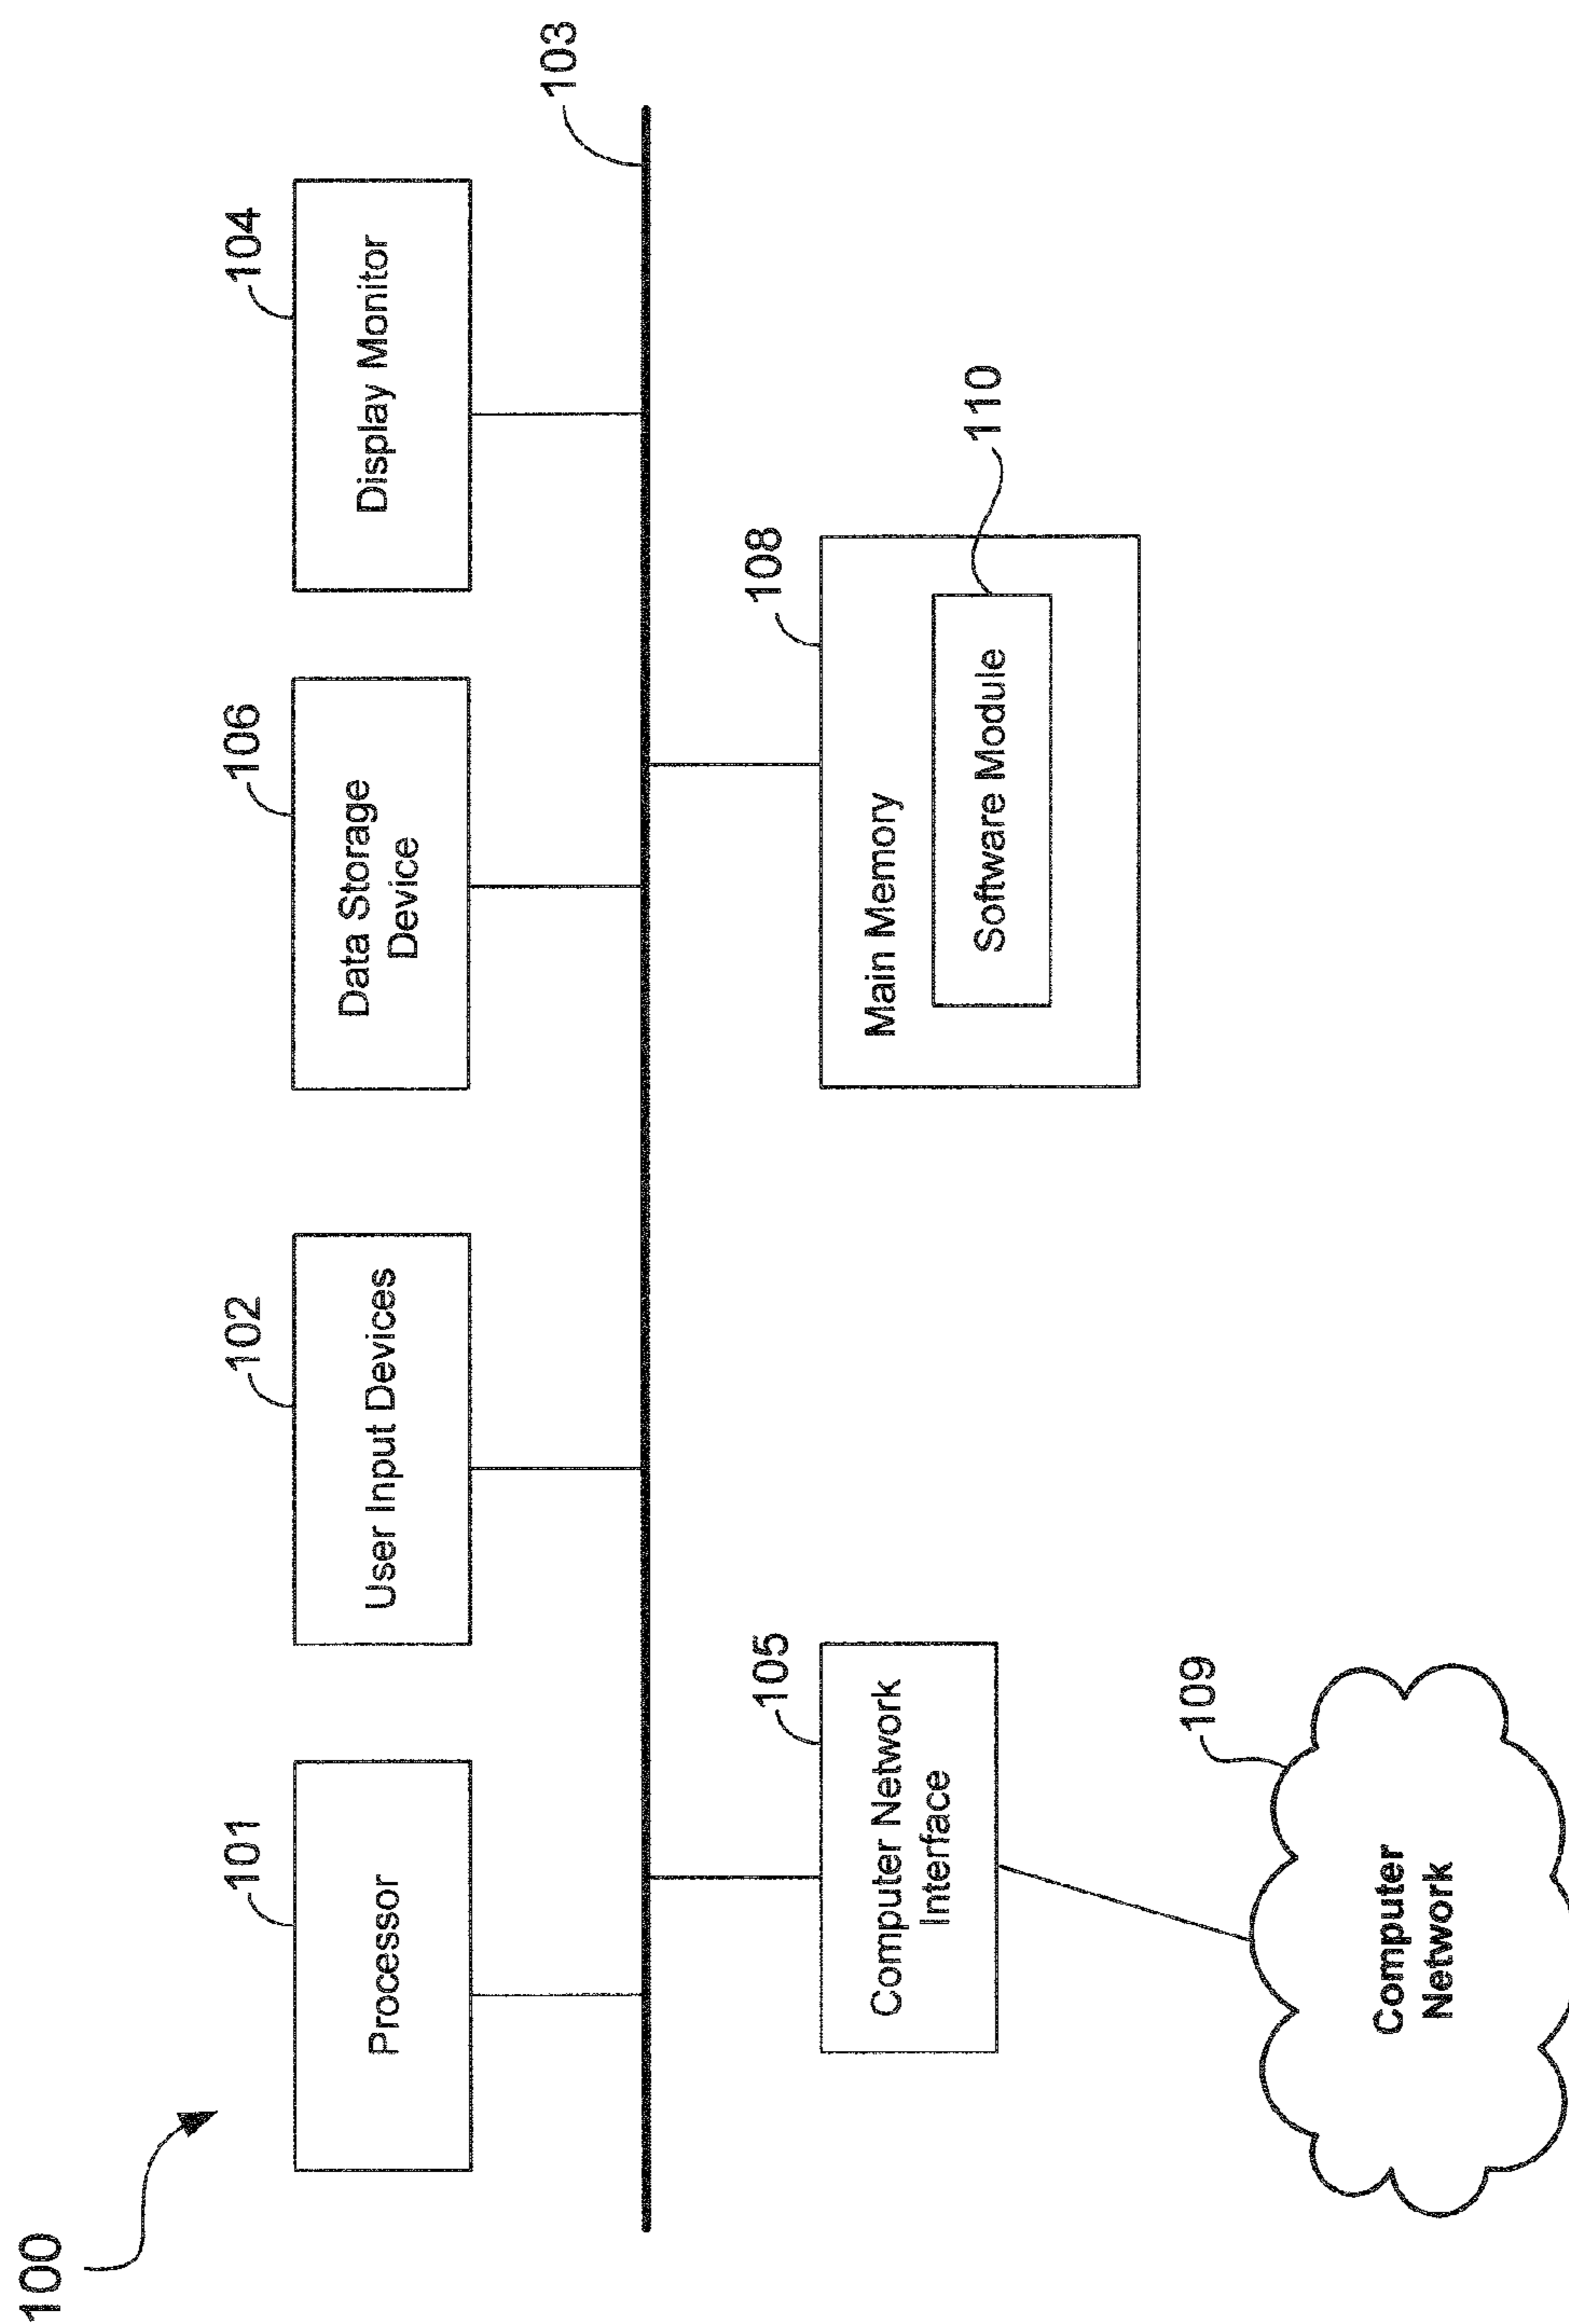 100
101
Processor
102
User Input Devices
106
Data Storage
Device
104
Display Monitor
103
105
Computer Network
Interface
108
Main Memory
Software Module
110
109
Computer
Network